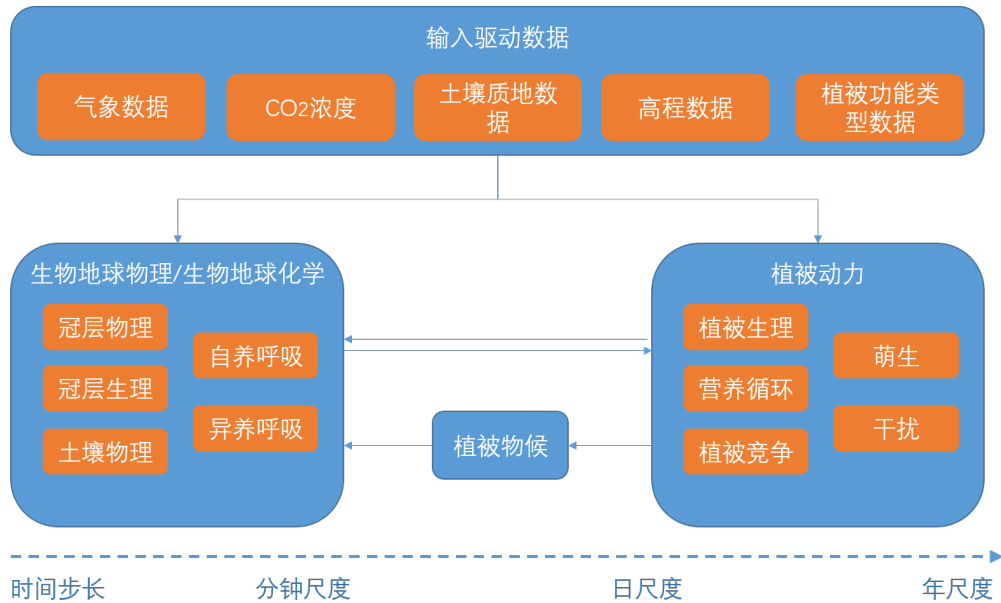 输入驱动数据
气象数据
CO2浓度
土壤质地数
据
高程数据
植被功能类
型数据
生物地球物理/生物地球化学
冠层物理
冠层生理
土壤物理
自养呼吸
异养呼吸
植被物候
植被动力
植被生理
营养循环
植被竞争
萌生
干扰
时间步长
分钟尺度
日尺度
年尺度